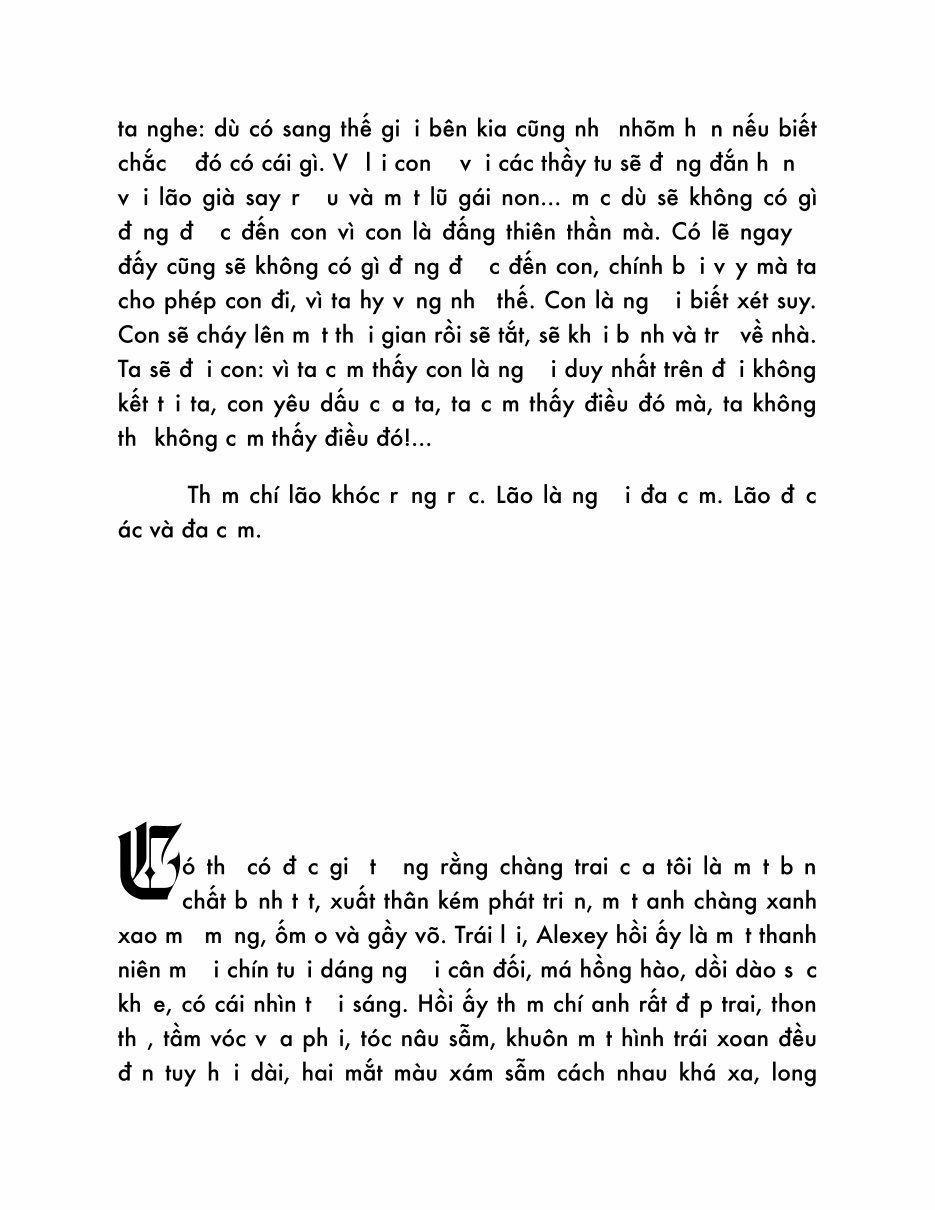 ta nghe: dù có sang thế gi i bên kia cũng nh nhõm h n nếu biết
chắc đó có cái gì. V l i con v i các thầy tu sẽ đ ng đắn h n
v i lão già say r u và m t lũ gái non... m c dù sẽ không có gì
đ ng đ c đến con vì con là đấng thiên thần mà. Có lẽ ngay
đấy cũng sẽ không có gì đ ng đ c đến con, chính b i v y mà ta
cho phép con đi, vì ta hy v ng nh thế. Con là ng i biết xét suy.
Con sẽ cháy lên m t th i gian rồi sẽ tắt, sẽ kh i b nh và tr về nhà.
Ta sẽ đ i con: vì ta c m thấy con là ng i duy nhất trên đ i không
kết t i ta, con yêu dấu c a ta, ta c m thấy điều đó mà, ta không
th không c m thấy điều đó!...
Th m chí lão khóc r ng r c. Lão là ng i đa c m. Lão đ c
ác và đa c m.
Có th có đ c gi t ng rằng chàng trai c a tôi là m t b n
chất b nh t t, xuất thân kém phát tri n, m t anh chàng xanh
xao m m ng, ốm o và gầy võ. Trái l i, Alexey hồi ấy là m t thanh
niên m i chín tu i dáng ng i cân đối, má hồng hào, dồi dào s c
kh e, có cái nhìn t i sáng. Hồi ấy th m chí anh rất đ p trai, thon
th , tầm vóc v a ph i, tóc nâu sẫm, khuôn m t hình trái xoan đều
đ n tuy h i dài, hai mắt màu xám sẫm cách nhau khá xa, long